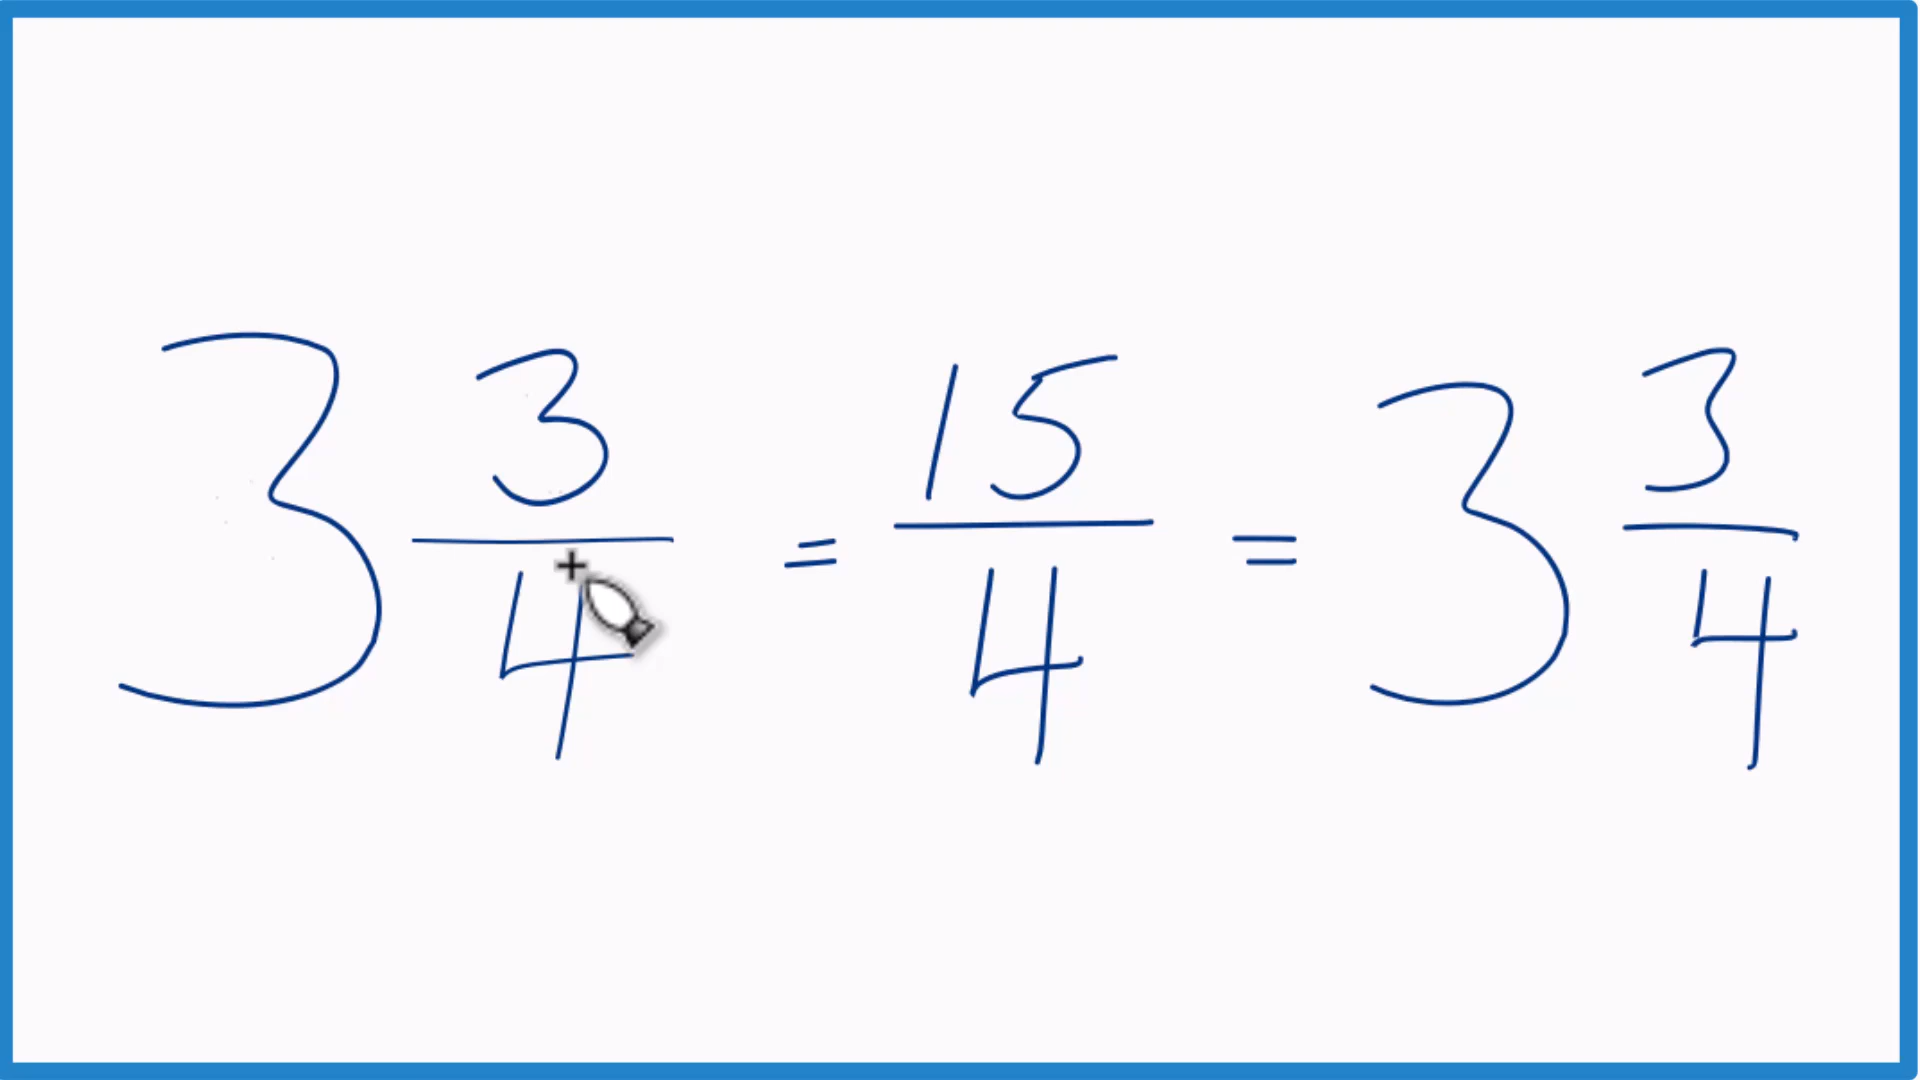 3 3/4 = 15/4 = 3 3/4